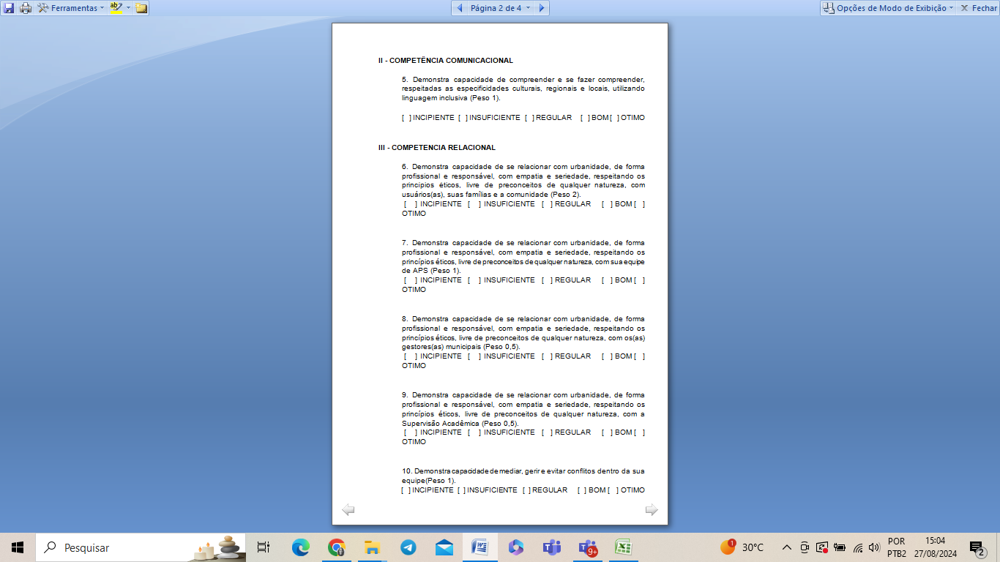 Ferramentas
Página 2 de 4
Opções de Modo de Exibição
Fechar
II - COMPETÊNCIA COMUNICACIONAL
5. Demonstra capacidade de compreender e se fazer compreender,
respeitadas as especificidades culturais, regionais e locais, utilizando
linguagem inclusiva (Peso 1).
[ ] INCIPIENTE [ ] INSUFICIENTE [ ] REGULAR [ ] BOM [ ] OTIMO
III - COMPETENCIA RELACIONAL
6. Demonstra capacidade de se relacionar com urbanidade, de forma
profissional e responsável, com empatia e seriedade, respeitando os
princípios éticos, livre de preconceitos de qualquer natureza, com
usuários(as), suas famílias e a comunidade (Peso 2).
[ ] INCIPIENTE [ ] INSUFICIENTE [ ] REGULAR [ ] BOM [ ]
OTIMO
7. Demonstra capacidade de se relacionar com urbanidade, de forma
profissional e responsável, com empatia e seriedade, respeitando os
princípios éticos, livre de preconceitos de qualquer natureza, com sua equipe
de APS (Peso 1).
[ ] INCIPIENTE [ ] INSUFICIENTE [ ] REGULAR [ ] BOM [ ]
OTIMO
8. Demonstra capacidade de se relacionar com urbanidade, de forma
profissional e responsável, com empatia e seriedade, respeitando os
princípios éticos, livre de preconceitos de qualquer natureza, com os(as)
gestores(as) municipais (Peso 0,5).
[ ] INCIPIENTE [ ] INSUFICIENTE [ ] REGULAR [ ] BOM [ ]
OTIMO
9. Demonstra capacidade de se relacionar com urbanidade, de forma
profissional e responsável, com empatia e seriedade, respeitando os
princípios éticos, livre de preconceitos de qualquer natureza, com a
Supervisão Acadêmica (Peso 0,5).
[ ] INCIPIENTE [ ] INSUFICIENTE [ ] REGULAR [ ] BOM [ ]
OTIMO
10. Demonstra capacidade de mediar, gerir e evitar conflitos dentro da sua
equipe(Peso 1).
[ ] INCIPIENTE [ ] INSUFICIENTE [ ] REGULAR [ ] BOM [ ] OTIMO
Pesquisar
9+
1
30°C
POR
PTB2
15:04
27/08/2024
2